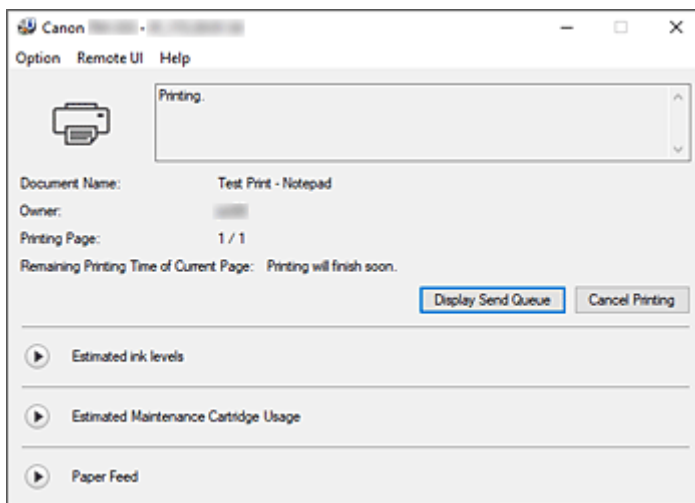 Canon -
Option Remote UI Help
Printing.
Document Name: Test Print - Notepad
Owner:
Printing Page: 1 / 1
Remaining Printing Time of Current Page: Printing will finish soon.
Display Send Queue Cancel Printing
Estimated ink levels
Estimated Maintenance Cartridge Usage
Paper Feed